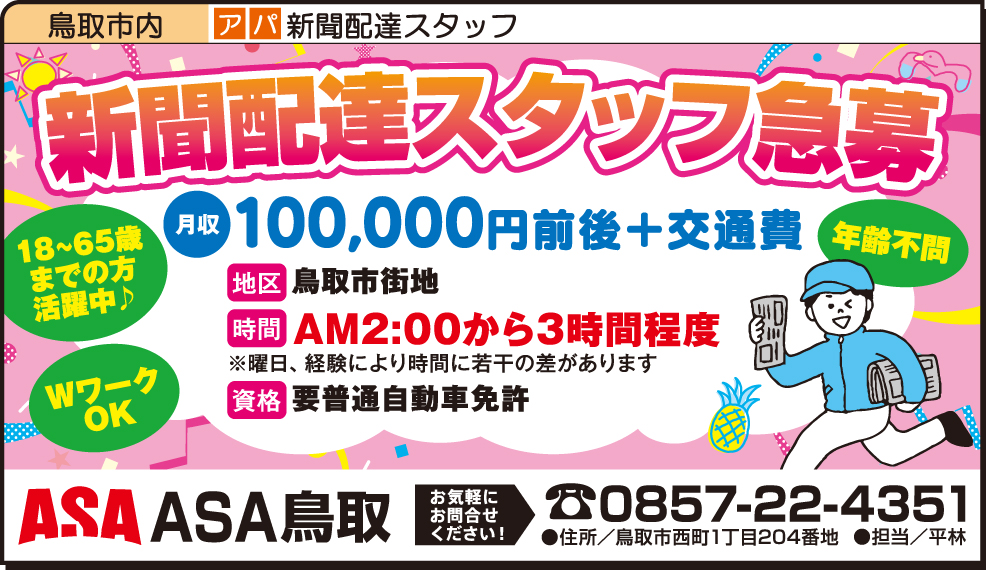 鳥取市内 アパ 新聞配達スタッフ
新聞配達スタッフ急募
月収 100,000円前後＋交通費
18~65歳
までの方
活躍中♪
年齢不問
地区 鳥取市街地
時間 AM2:00から3時間程度
※曜日、経験により時間に若干の差があります
資格 要普通自動車免許
Wワーク
OK
ASA ASA鳥取
お気軽に
お問合せ
ください!
☎0857-22-4351
●住所／鳥取市西町1丁目204番地 ●担当／平林